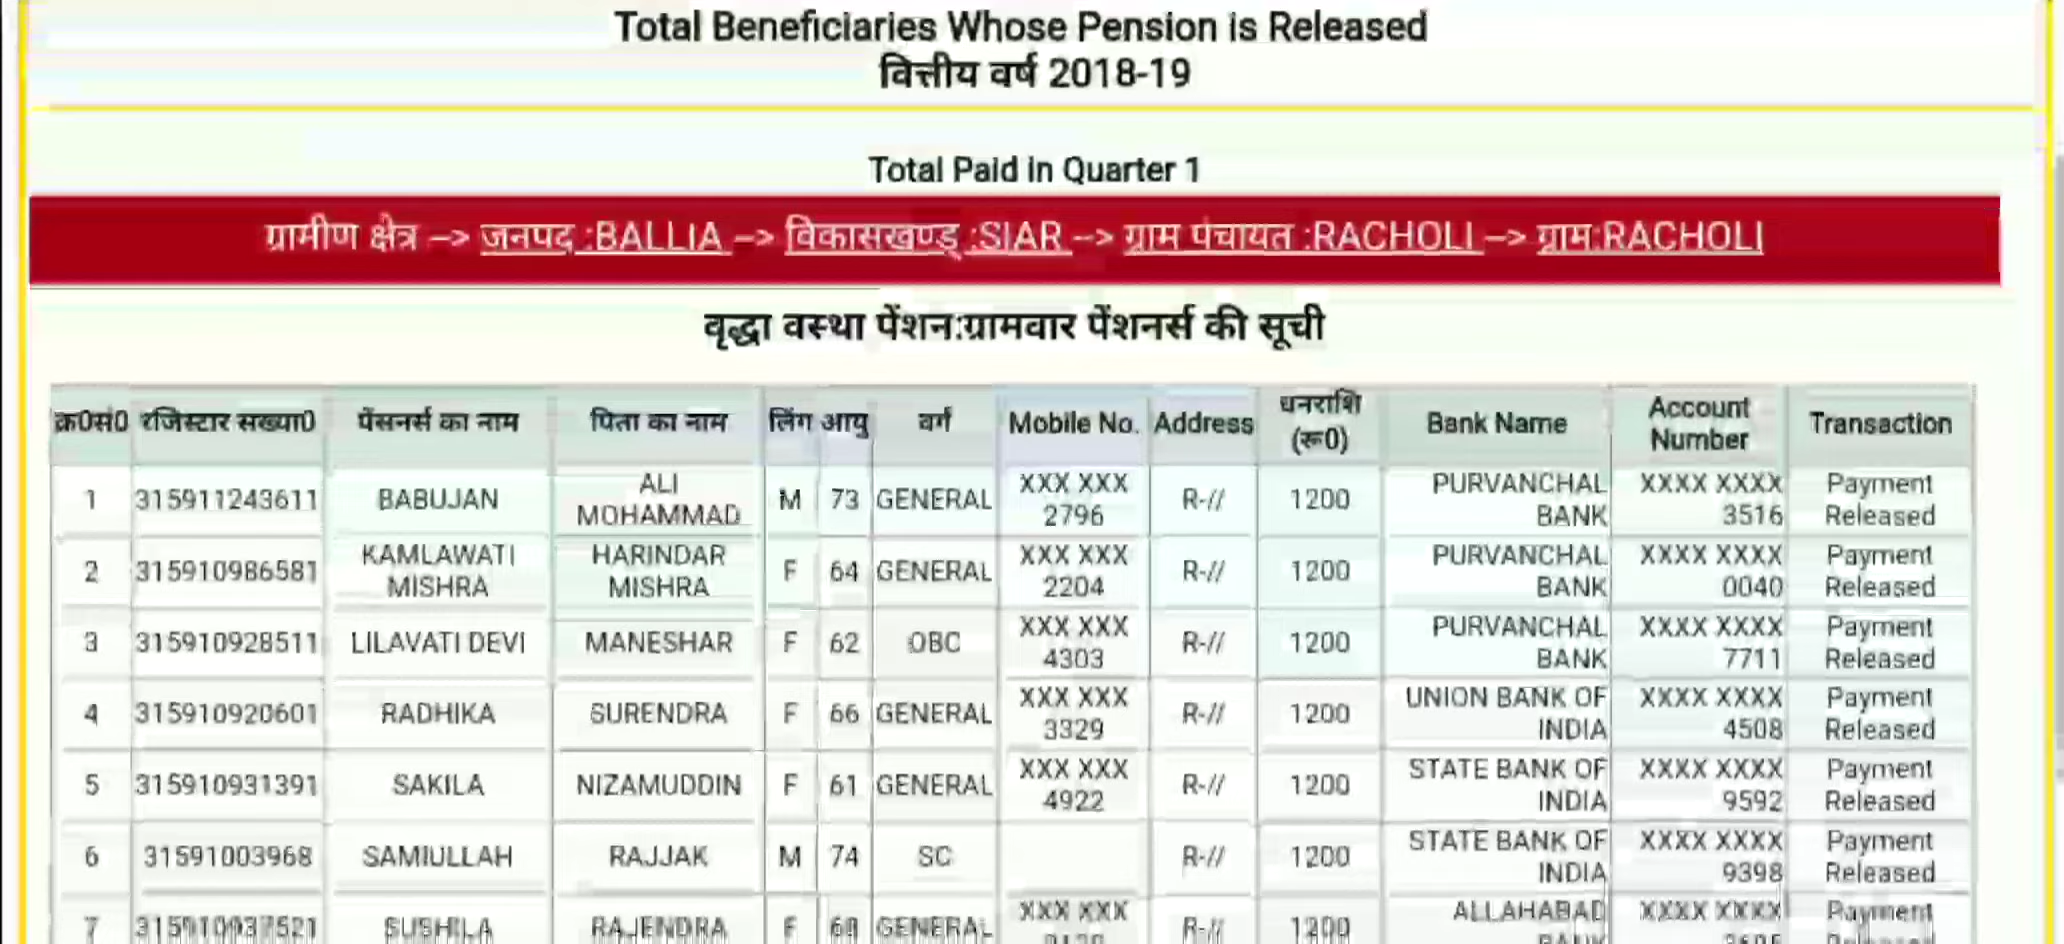 Total Beneficiaries Whose Pension is Released
वित्तीय वर्ष 2018-19
Total Paid in Quarter 1
ग्रामीण क्षेत्र --> जनपद :BALLIA --> विकासखण्ड :SIAR --> ग्राम पंचायत :RACHOLI --> ग्राम:RACHOLI
वृद्धा वस्था पेंशन:ग्रामवार पेंशनर्स की सूची
क्र0सं0 रजिस्टार सख्या0 पेंसनर्स का नाम पिता का नाम लिंग आयु वर्ग Mobile No. Address धनराशि (रू0) Bank Name Account Number Transaction
1 315911243611 BABUJAN ALI MOHAMMAD M 73 GENERAL XXX XXX 2796 R-// 1200 PURVANCHAL BANK XXXX XXXX 3516 Payment Released
2 315910986581 KAMLAWATI MISHRA HARINDAR MISHRA F 64 GENERAL XXX XXX 2204 R-// 1200 PURVANCHAL BANK XXXX XXXX 0040 Payment Released
3 315910928511 LILAVATI DEVI MANESHAR F 62 OBC XXX XXX 4303 R-// 1200 PURVANCHAL BANK XXXX XXXX 7711 Payment Released
4 315910920601 RADHIKA SURENDRA F 66 GENERAL XXX XXX 3329 R-// 1200 UNION BANK OF INDIA XXXX XXXX 4508 Payment Released
5 315910931391 SAKILA NIZAMUDDIN F 61 GENERAL XXX XXX 4922 R-// 1200 STATE BANK OF INDIA XXXX XXXX 9592 Payment Released
6 31591003968 SAMIULLAH RAJJAK M 74 SC R-// 1200 STATE BANK OF INDIA XXXX XXXX 9398 Payment Released
7 SUSHILA RAJENDRA F GENERAL XXX XXX R-// 1200 ALLAHABAD XXXX XXXX Payment